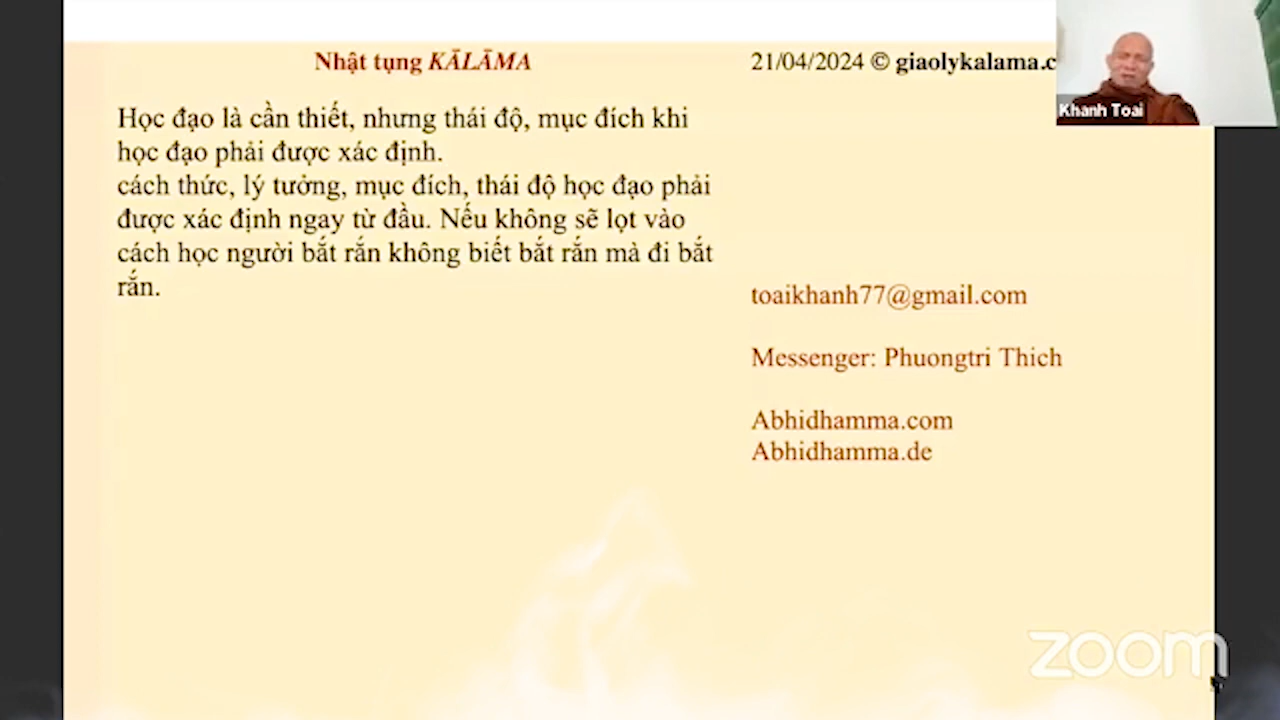 Nhật tụng KĀLĀMA
21/04/2024 © giaolykalama.c
Khanh Toai
Học đạo là cần thiết, nhưng thái độ, mục đích khi
học đạo phải được xác định.
cách thức, lý tưởng, mục đích, thái độ học đạo phải
được xác định ngay từ đầu. Nếu không sẽ lọt vào
cách học người bắt rắn không biết bắt rắn mà đi bắt
rắn.
toaikhanh77@gmail.com
Messenger: Phuongtri Thich
Abhidhamma.com
Abhidhamma.de
zoom